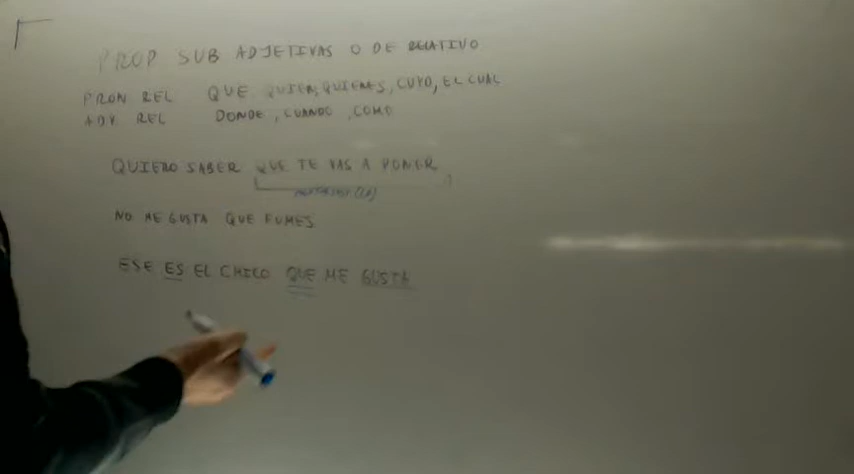 PROP SUB ADJETIVAS O DE RELATIVO
PRON REL QUE QUIEN, QUIENES, CUYO, EL CUAL
ADV. REL DONDE, CUANDO, COMO
QUIERO SABER QUE TE VAS A PONER
NO ME GUSTA QUE FUMES
ESE ES EL CHICO QUE ME GUSTA